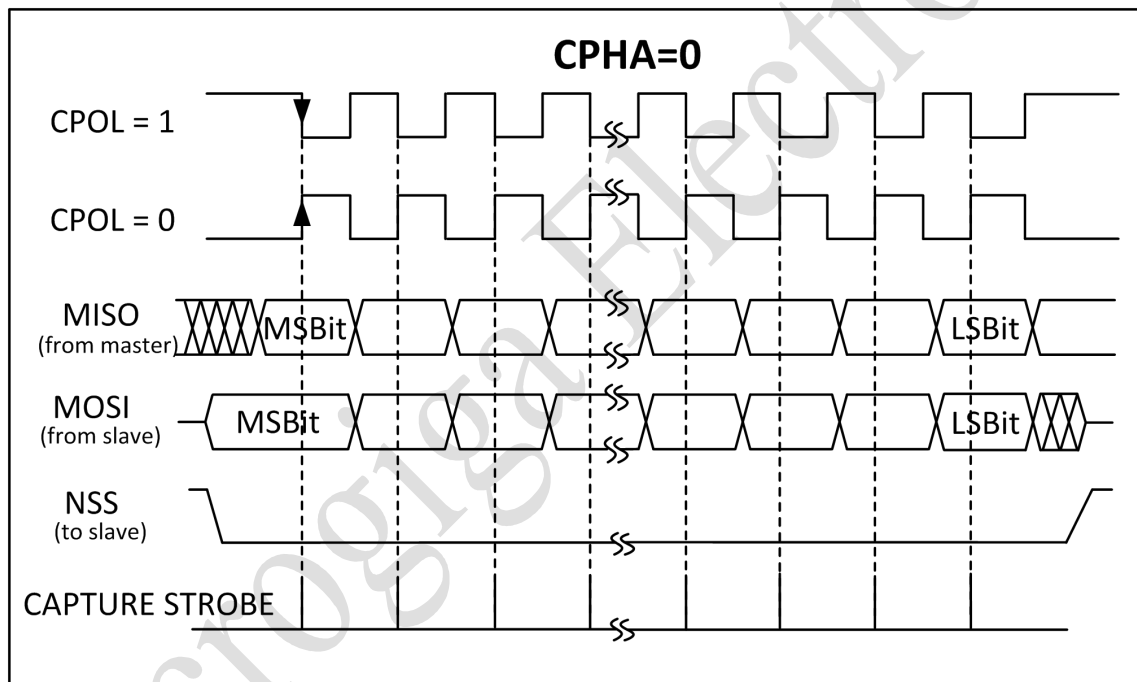 CPHA=0
CPOL = 1
CPOL = 0
MISO
(from master)
MSBit
LSBit
MOSI
(from slave)
MSBit
LSBit
NSS
(to slave)
CAPTURE STROBE